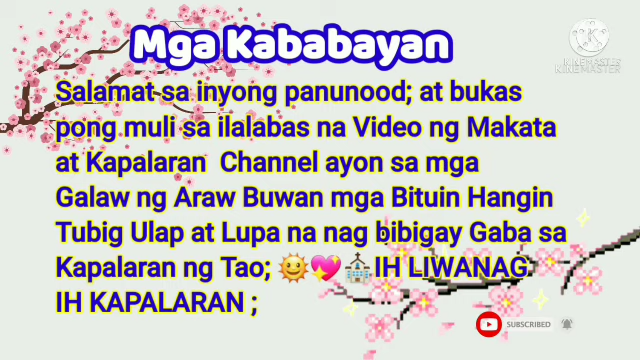 Mga Kababayan
KINEMASTER
KINEMASTER
Salamat sa inyong panunood; at bukas
pong muli sa ilalabas na Video ng Makata
at Kapalaran Channel ayon sa mga
Galaw ng Araw Buwan mga Bituin Hangin
Tubig Ulap at Lupa na nag bibigay Gaba sa
Kapalaran ng Tao; 🌞💖⛪IH LIWANAG.
IH KAPALARAN ;
SUBSCRIBED